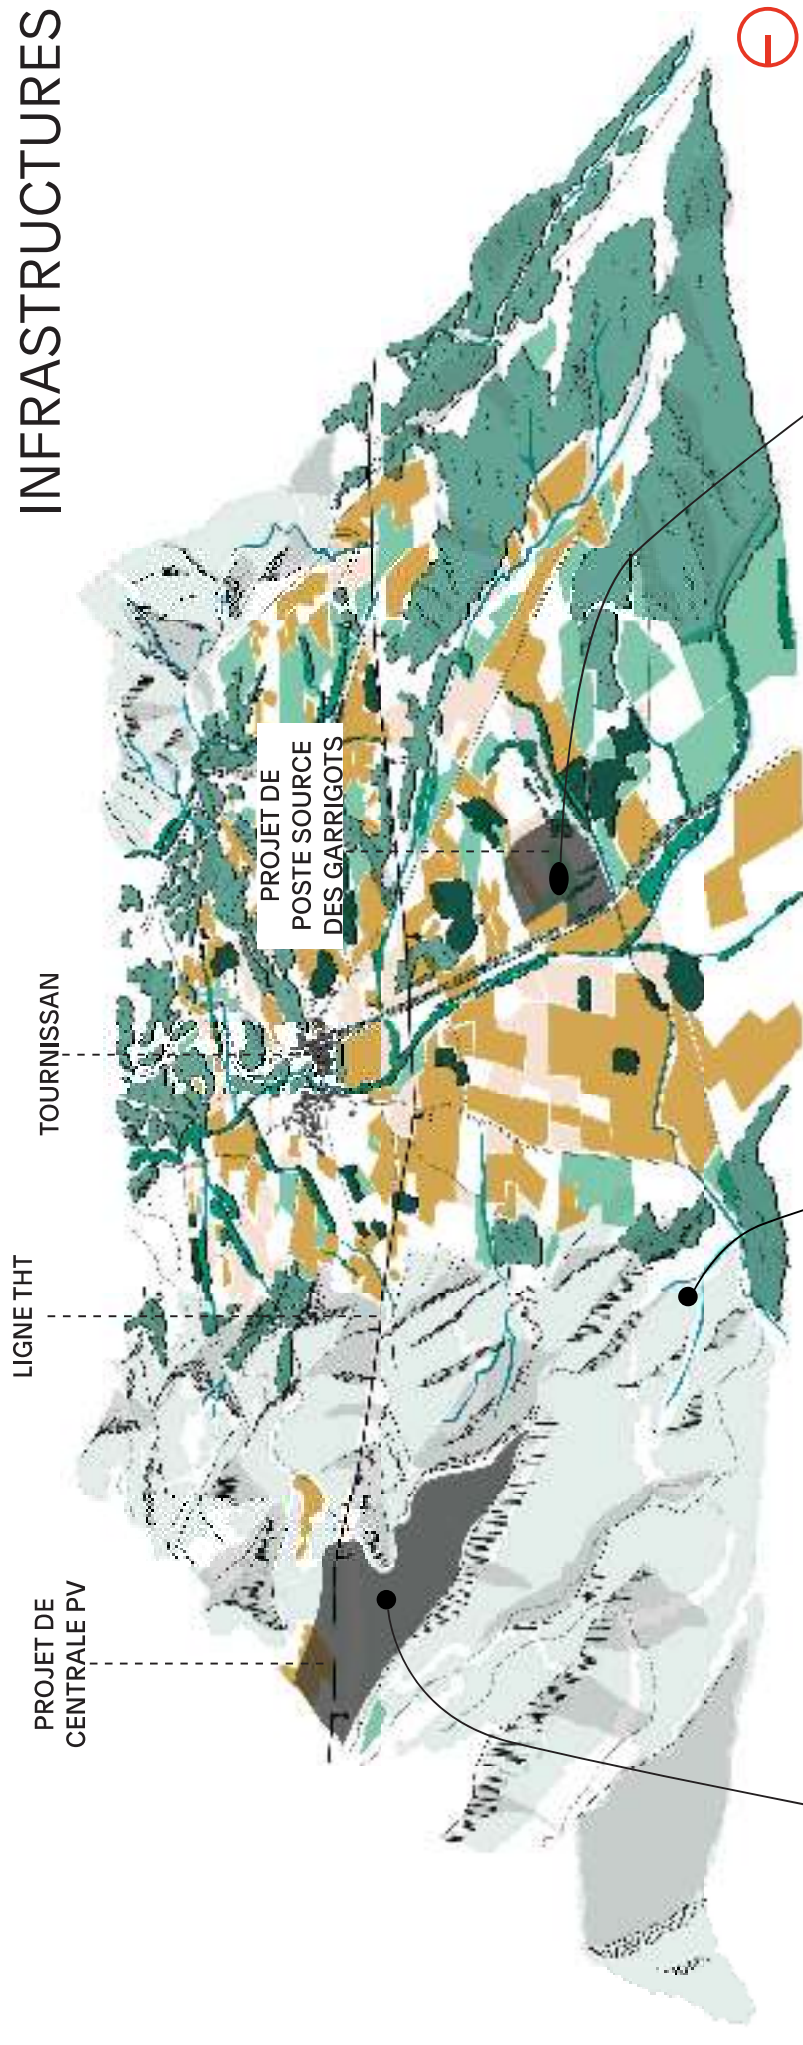 INFRASTRUCTURES
PROJET DE
CENTRALE PV
LIGNE THT
TOURNISSAN
PROJET DE
POSTE SOURCE
DES GARRIGOTS